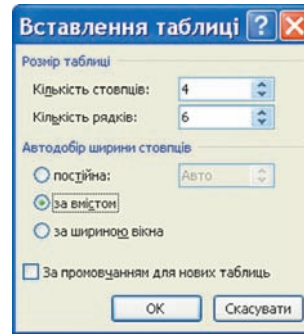 Вставлення таблиці
Розмір таблиці
Кількість стовпців: 4
Кількість рядків: 6
Автодобір ширини стовпців
постійна: Авто
за вмістом
за шириною вікна
За промовчанням для нових таблиць
ОК Скасувати